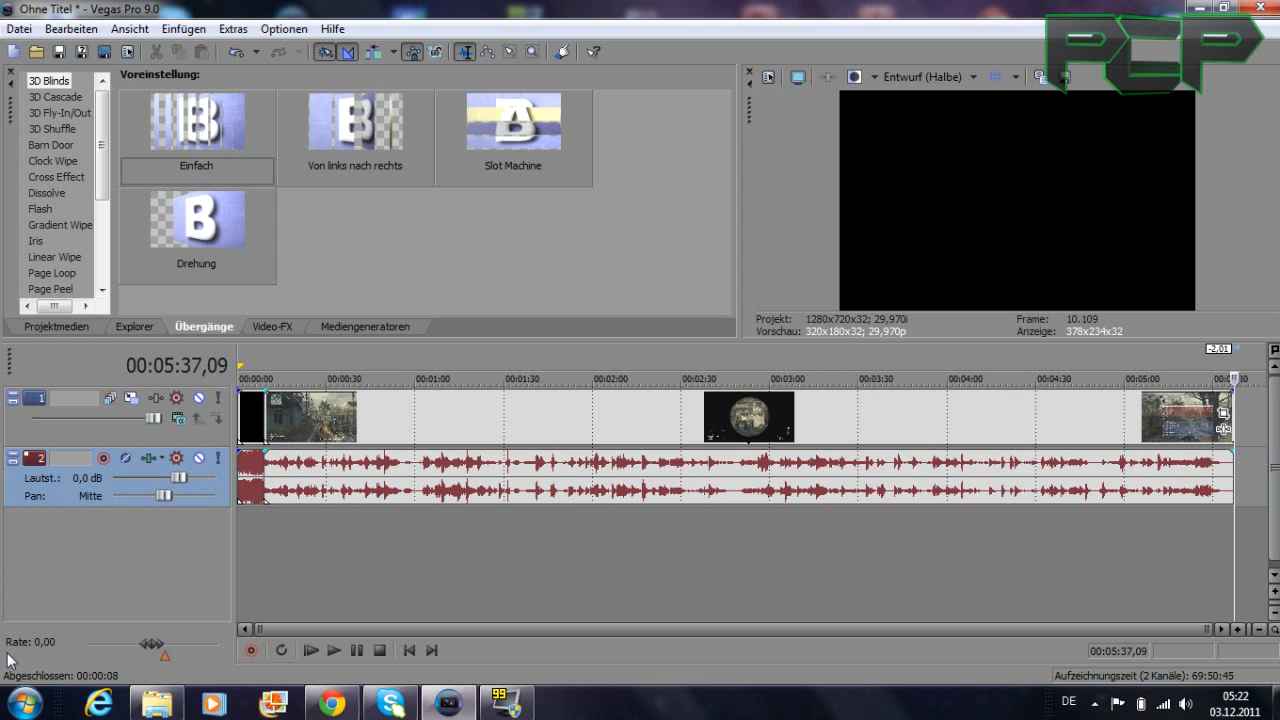 Ohne Titel * - Vegas Pro 9.0
Datei Bearbeiten Ansicht Einfügen Extras Optionen Hilfe
PCP
3D Blinds
3D Cascade
3D Fly-In/Out
3D Shuffle
Barn Door
Clock Wipe
Cross Effect
Dissolve
Flash
Gradient Wipe
Iris
Linear Wipe
Page Loop
Page Peel
Voreinstellung:
Einfach
Von links nach rechts
Slot Machine
Drehung
Entwurf (Halbe)
Projekt: 1280x720x32; 29,970i Frame: 10.109
Vorschau: 320x180x32; 29,970p Anzeige: 378x234x32
Projektmedien Explorer Übergänge Video-FX Mediengeneratoren
-2,01
00:05:37,09
00:00:00 00:00:30 00:01:00 00:01:30 00:02:00 00:02:30 00:03:00 00:03:30 00:04:00 00:04:30 00:05:00
1
2
Lautst.: 0,0 dB
Pan: Mitte
Rate: 0,00
00:05:37,09
Abgeschlossen: 00:00:08
Aufzeichnungszeit (2 Kanäle): 69:50:45
99
DE
05:22
03.12.2011